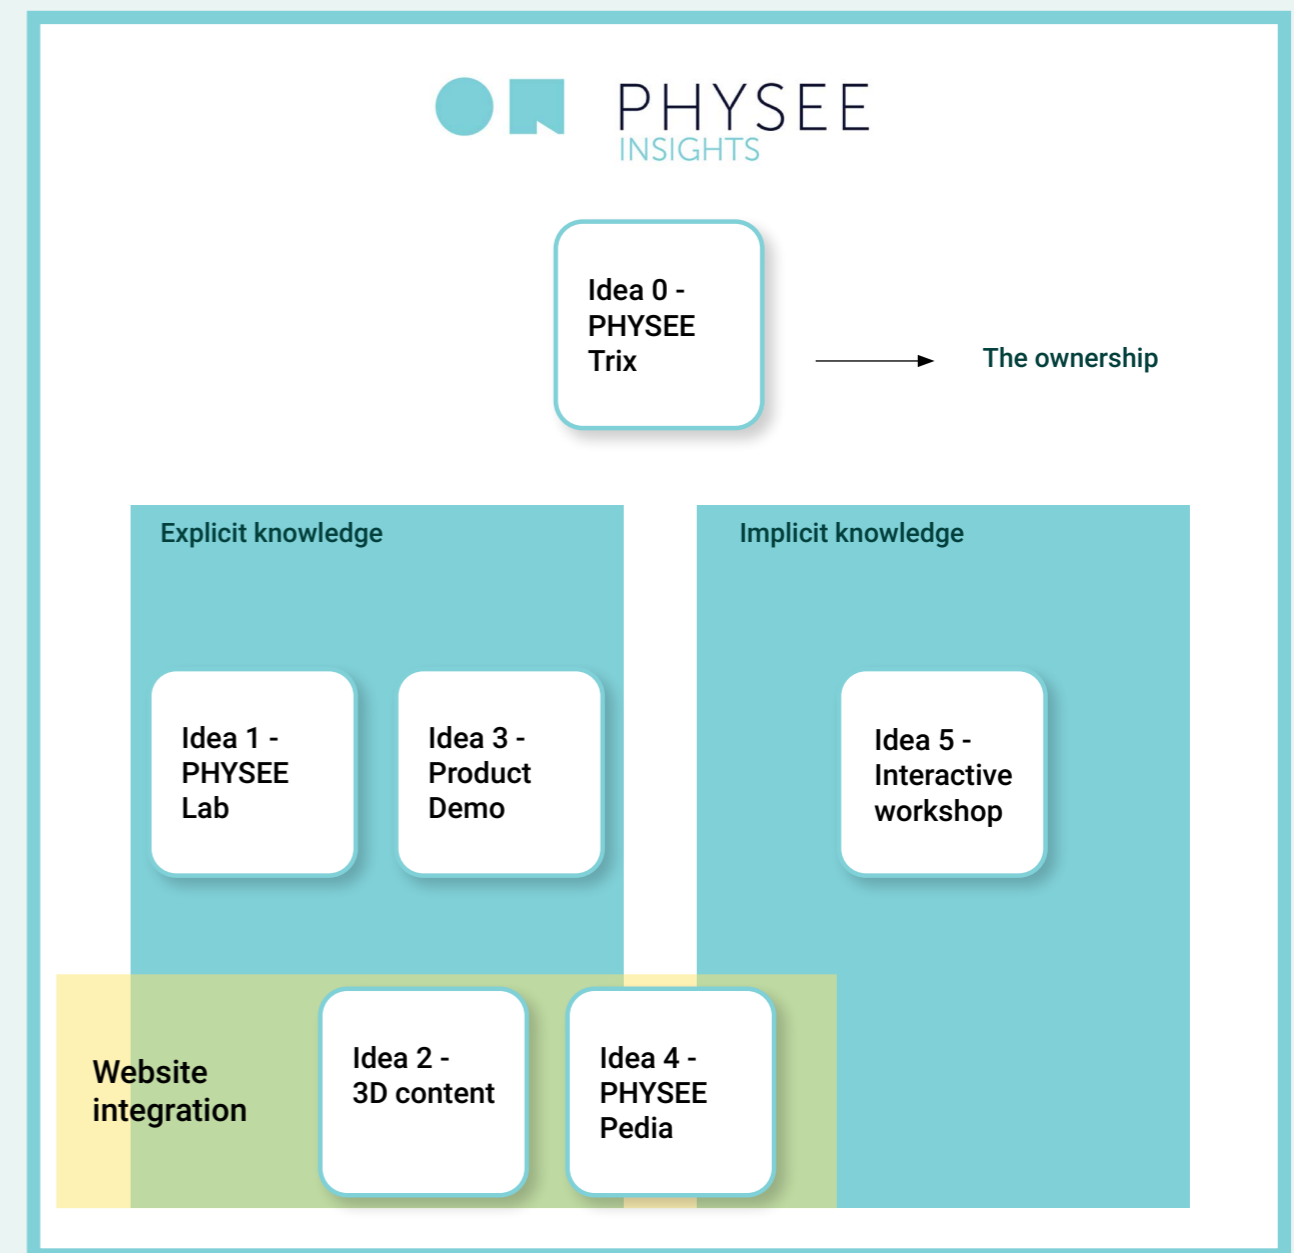 PHYSEE
INSIGHTS
Idea 0 -
PHYSEE
Trix
The ownership
Explicit knowledge
Implicit knowledge
Idea 1 -
PHYSEE
Lab
Idea 3 -
Product
Demo
Idea 5 -
Interactive
workshop
Website
integration
Idea 2 -
3D content
Idea 4 -
PHYSEE
Pedia